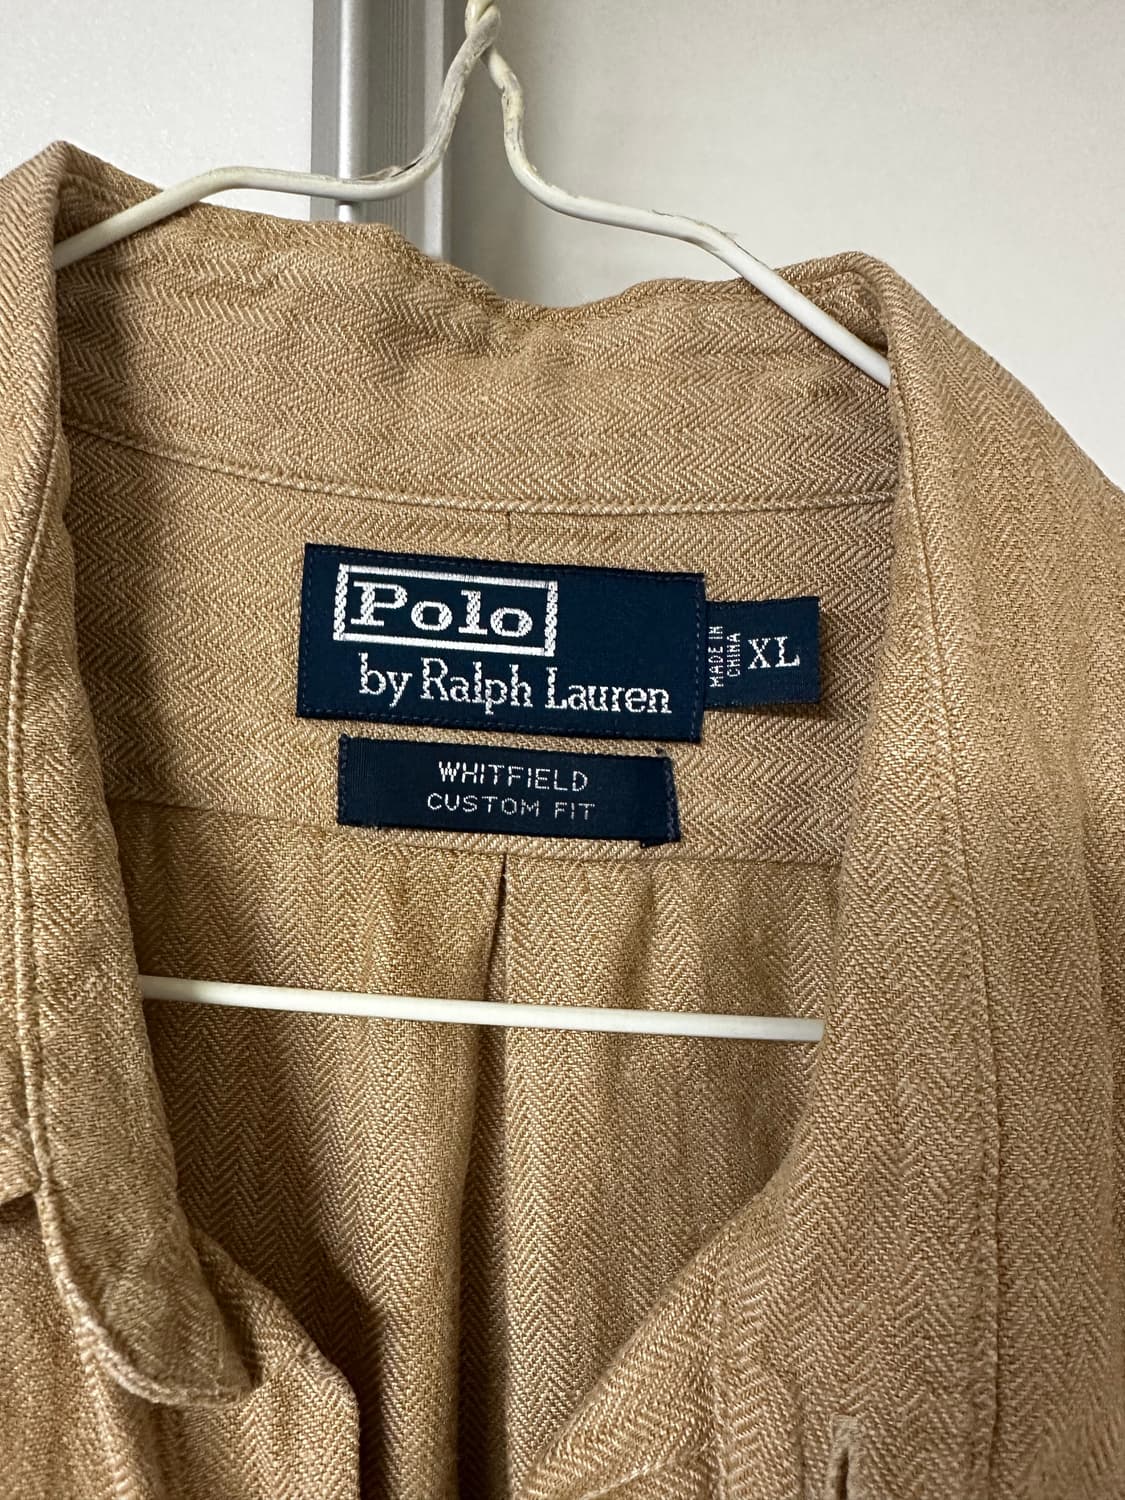 Polo
by Ralph Lauren
MADE IN
CHINA
XL
WHITFIELD
CUSTOM FIT